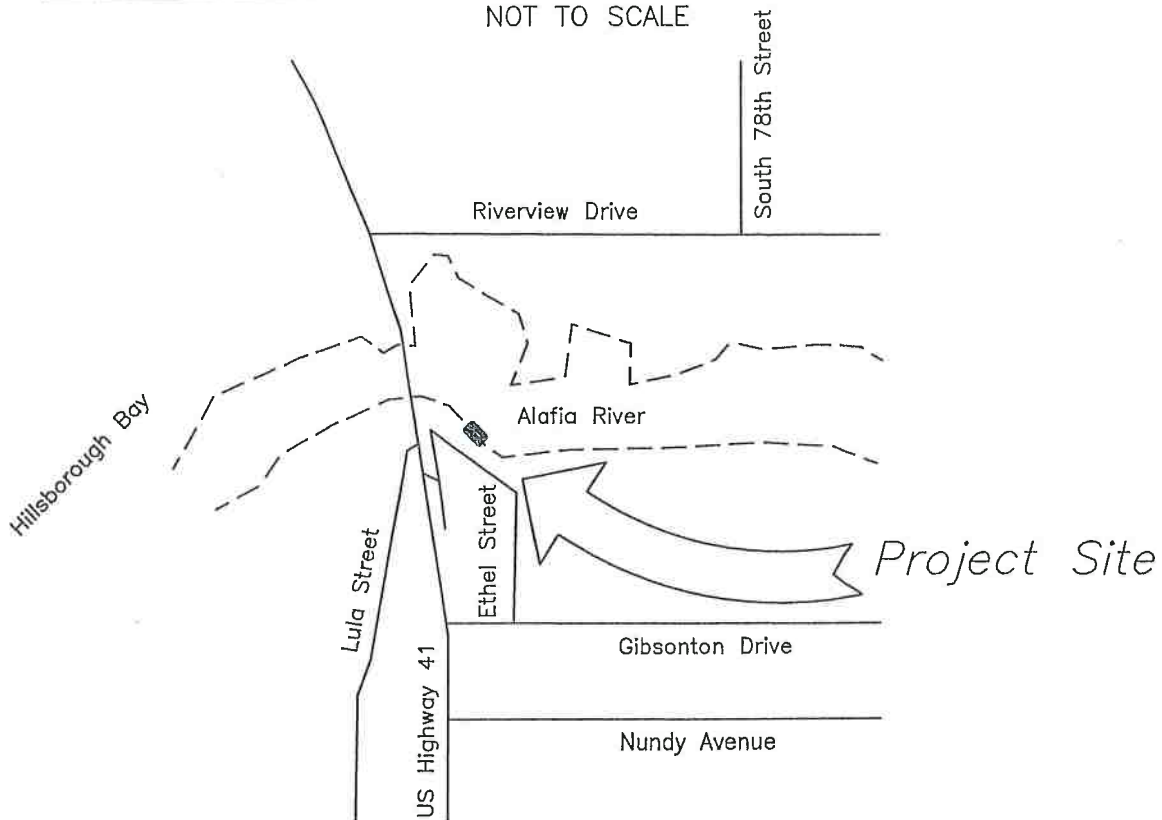 NOT TO SCALE
South 78th Street
Riverview Drive
Hillsborough Bay
Alafia River
Lula Street
Ethel Street
Project Site
US Highway 41
Gibsonton Drive
Nundy Avenue